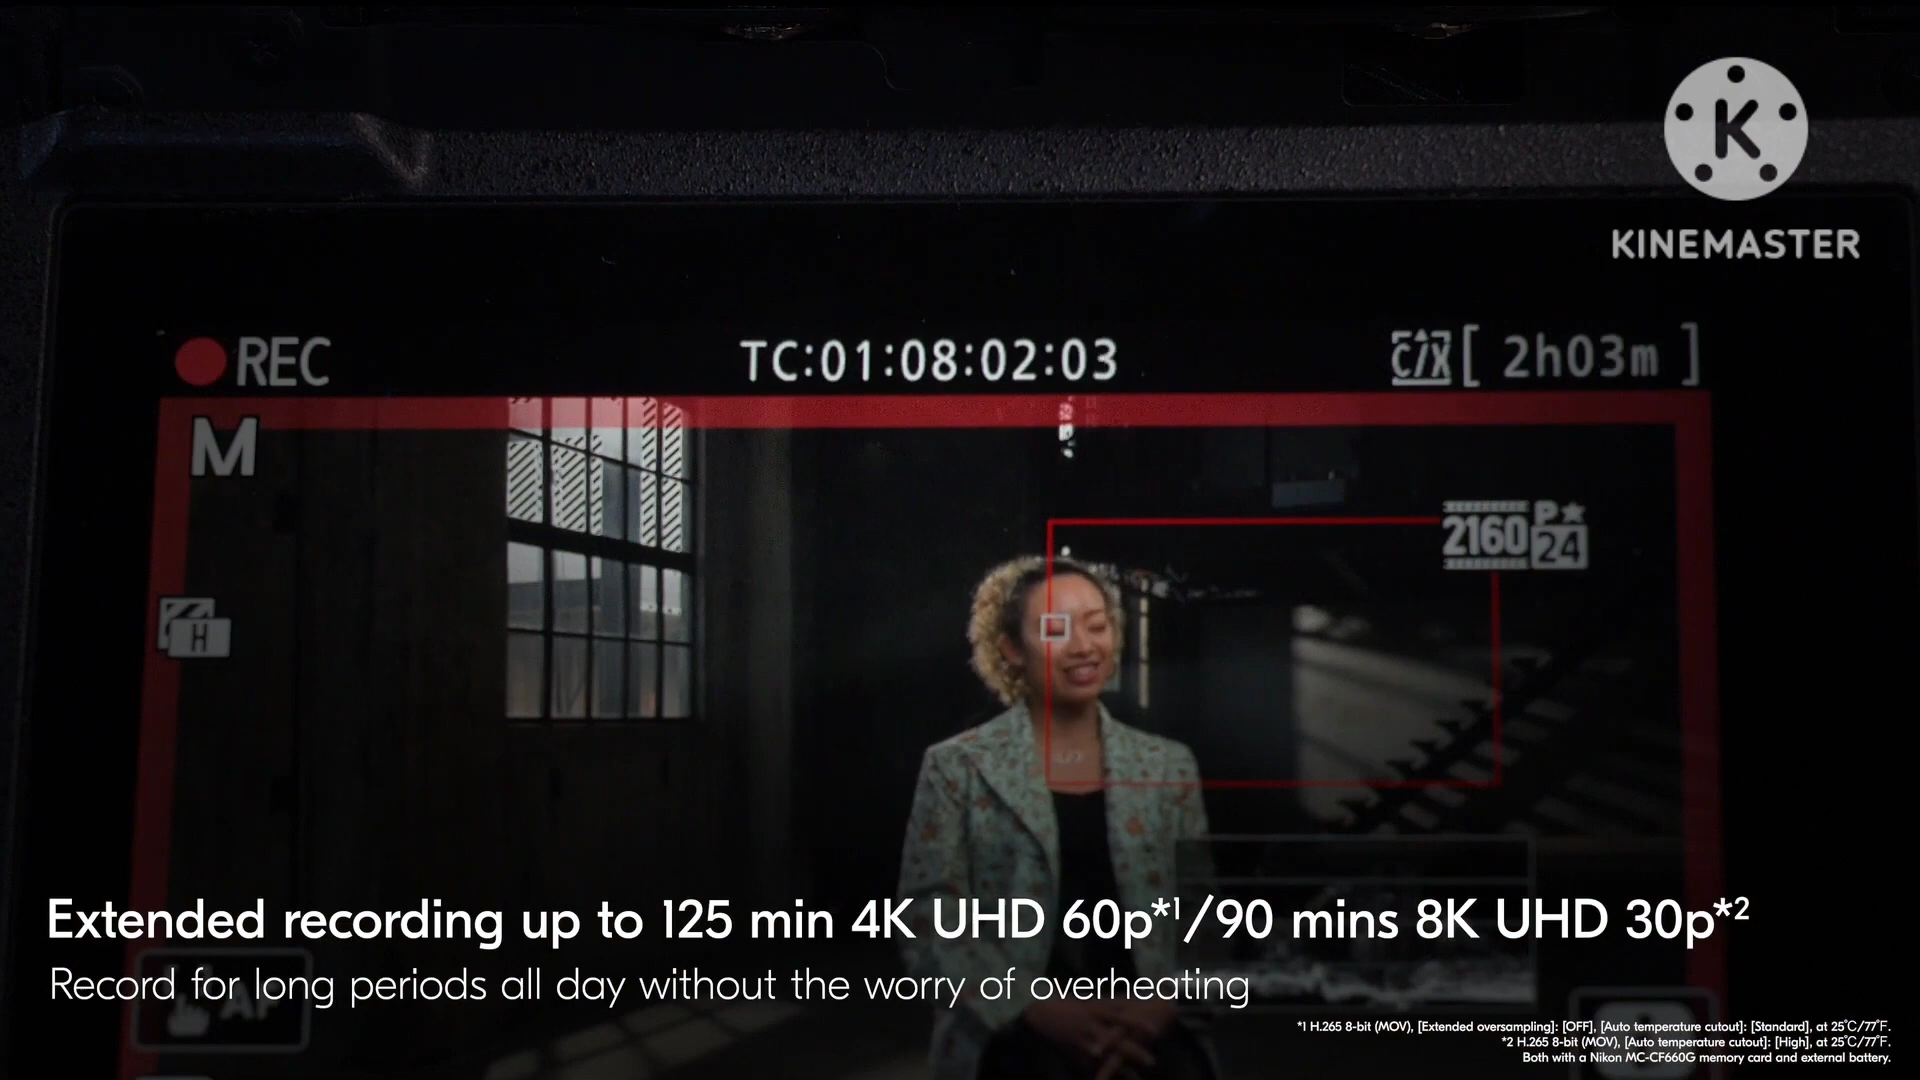 K
KINEMASTER
REC
TC:01:08:02:03
C/X [ 2h03m ]
M
2160 P★
24
H
Extended recording up to 125 min 4K UHD 60p*1/90 mins 8K UHD 30p*2
Record for long periods all day without the worry of overheating
AF
*1 H.265 8-bit (MOV), [Extended oversampling]: [OFF], [Auto temperature cutout]: [Standard], at 25°C/77°F.
*2 H.265 8-bit (MOV), [Auto temperature cutout]: [High], at 25°C/77°F.
Both with a Nikon MC-CF660G memory card and external battery.